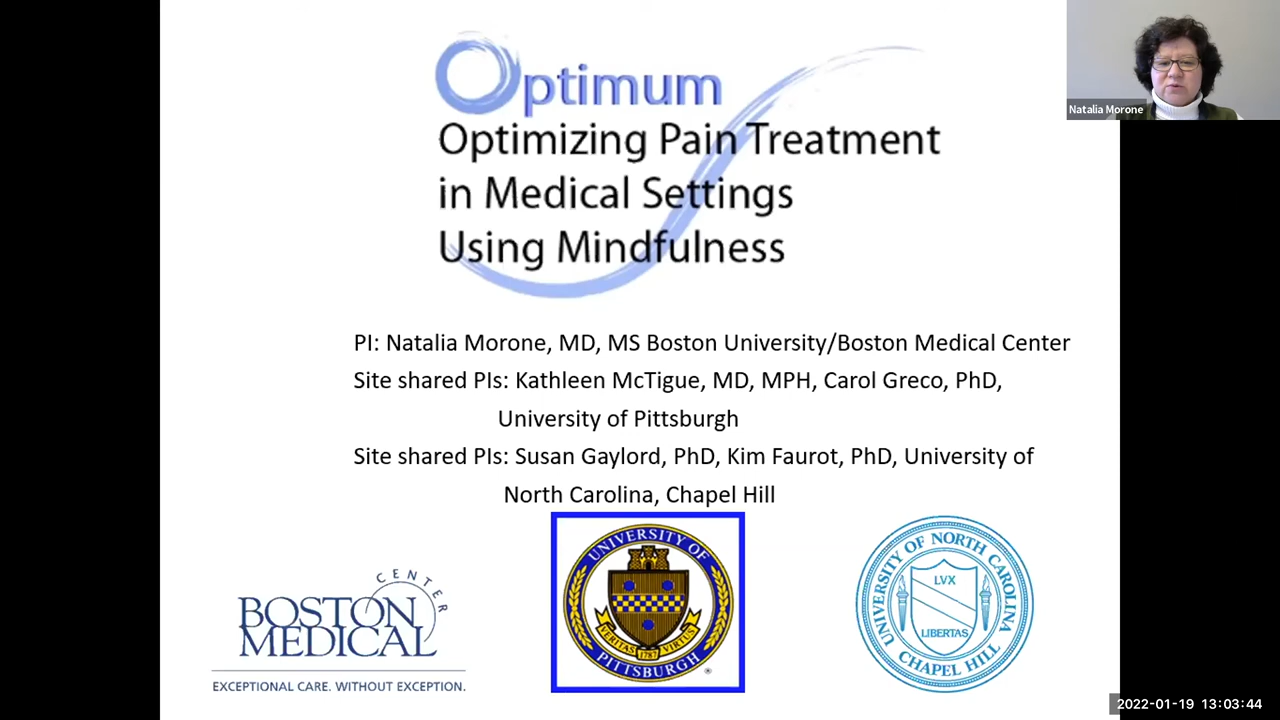 Optimum
Optimizing Pain Treatment
in Medical Settings
Using Mindfulness
Natalia Morone
PI: Natalia Morone, MD, MS Boston University/Boston Medical Center
Site shared PIs: Kathleen McTigue, MD, MPH, Carol Greco, PhD,
University of Pittsburgh
Site shared PIs: Susan Gaylord, PhD, Kim Faurot, PhD, University of
North Carolina, Chapel Hill
BOSTON
MEDICAL
CENTER
EXCEPTIONAL CARE. WITHOUT EXCEPTION.
UNIVERSITY OF
PITTSBURGH
VERITAS 1787 VIRTUS
®
UNIVERSITY OF NORTH CAROLINA
LVX
LIBERTAS
CHAPEL HILL
2022-01-19 13:03:44